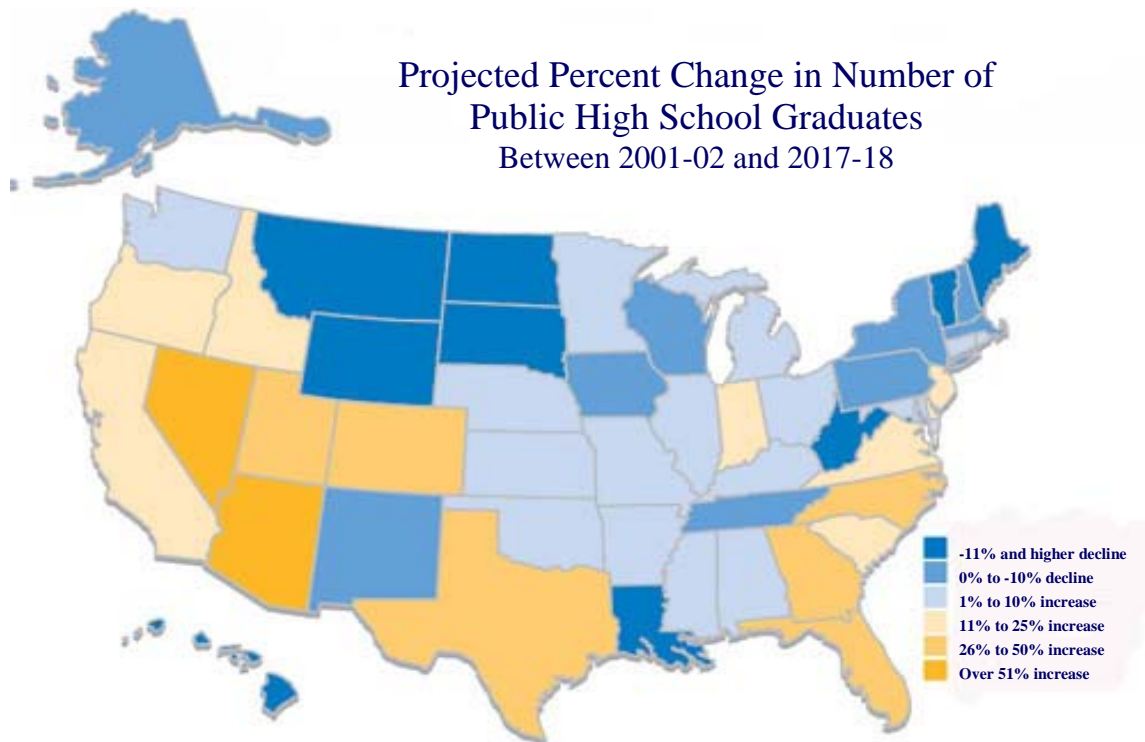 Projected Percent Change in Number of
Public High School Graduates
Between 2001-02 and 2017-18
-11% and higher decline
0% to -10% decline
1% to 10% increase
11% to 25% increase
26% to 50% increase
Over 51% increase